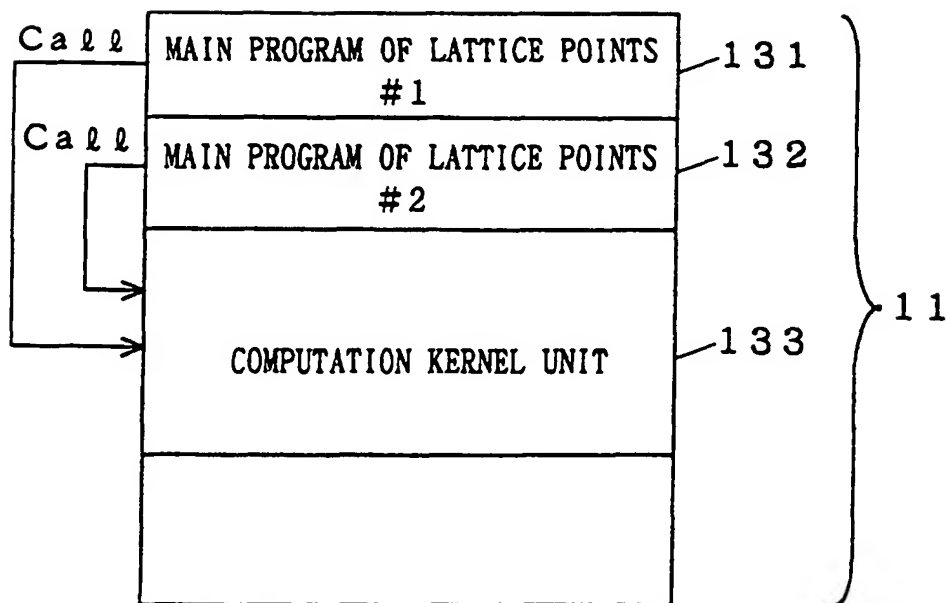 Call
MAIN PROGRAM OF LATTICE POINTS
#1
131
Call
MAIN PROGRAM OF LATTICE POINTS
#2
132
11
COMPUTATION KERNEL UNIT
133